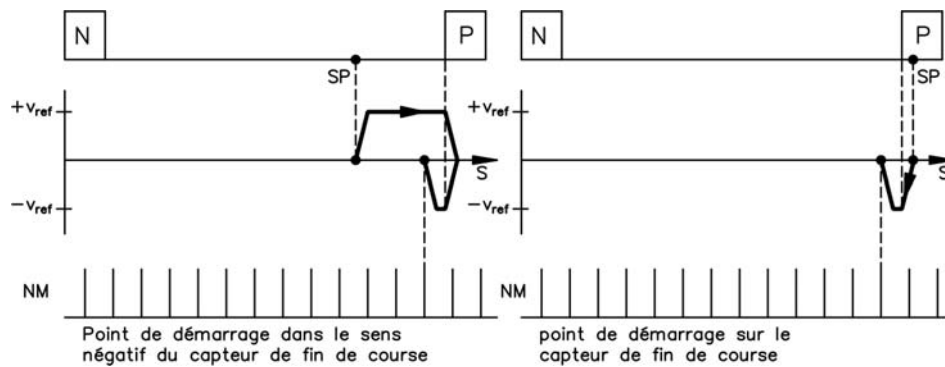 N
P
SP
+vref
S
-vref
NM
Point de démarrage dans le sens
négatif du capteur de fin de course
N
P
SP
+vref
S
-vref
NM
point de démarrage sur le
capteur de fin de course